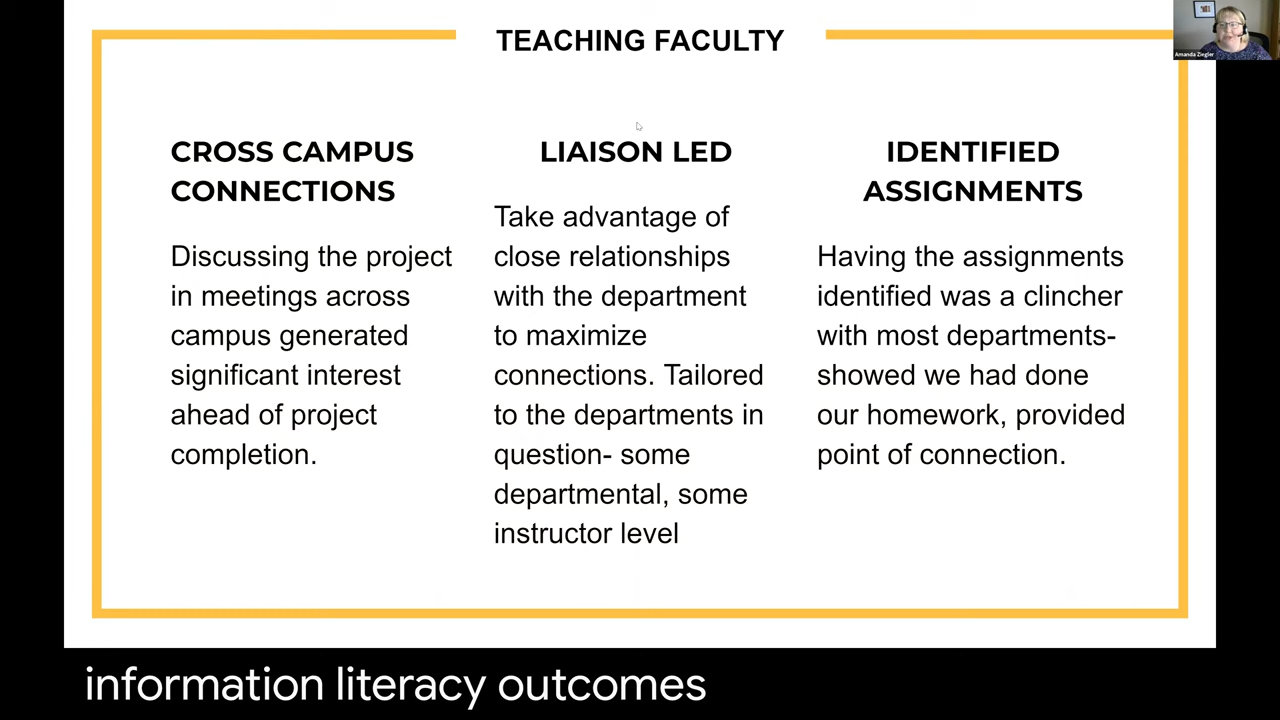 TEACHING FACULTY
Amanda Ziegler
CROSS CAMPUS
CONNECTIONS
Discussing the project
in meetings across
campus generated
significant interest
ahead of project
completion.
LIAISON LED
Take advantage of
close relationships
with the department
to maximize
connections. Tailored
to the departments in
question- some
departmental, some
instructor level
IDENTIFIED
ASSIGNMENTS
Having the assignments
identified was a clincher
with most departments-
showed we had done
our homework, provided
point of connection.
information literacy outcomes